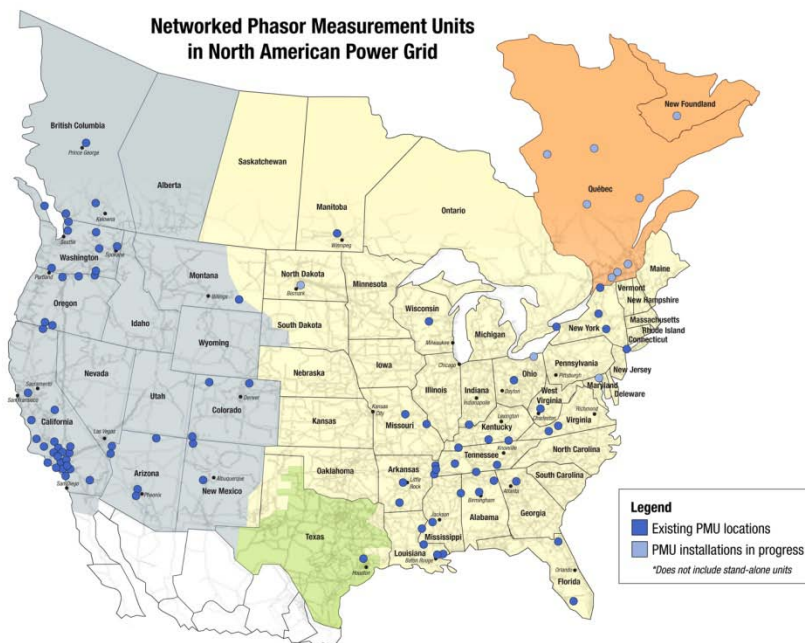 Networked Phasor Measurement Units
in North American Power Grid
British Columbia
Prince George
Alberta
Kelowna
Saskatchewan
Manitoba
Winnipeg
Ontario
Québec
New Foundland
Seattle
Spokane
Washington
Portland
Oregon
Montana
Billings
Idaho
Wyoming
North Dakota
Bismark
South Dakota
Minnesota
Wisconsin
Milwaukee
Michigan
Maine
Vermont
New Hampshire
Massachusetts
Rhode Island
Connecticut
New York
New Jersey
Pennsylvania
Pittsburgh
Maryland
Deleware
Nevada
Sacramento
San Francisco
California
Las Vegas
San Diego
Utah
Colorado
Denver
Nebraska
Kansas
Kansas
City
Iowa
Chicago
Illinois
Indiana
Indianapolis
Ohio
Dayton
West
Virginia
Charleston
Virginia
Richmond
Lexington
Kentucky
Missouri
Arizona
Phoenix
New Mexico
Albuquerque
Oklahoma
Arkansas
Little
Rock
Tennessee
Knoxville
North Carolina
South Carolina
Atlanta
Georgia
Birmingham
Alabama
Jackson
Mississippi
Louisiana
Baton Rouge
Texas
Houston
Orlando
Florida
Legend
Existing PMU locations
PMU installations in progress
*Does not include stand-alone units